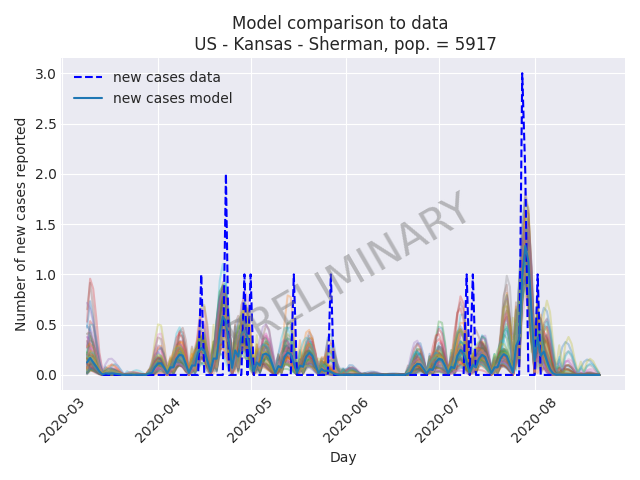 Model comparison to data
US - Kansas - Sherman, pop. = 5917
new cases data
new cases model
Number of new cases reported
3.0
2.5
2.0
1.5
1.0
0.5
0.0
PRELIMINARY
2020-03
2020-04
2020-05
2020-06
2020-07
2020-08
Day